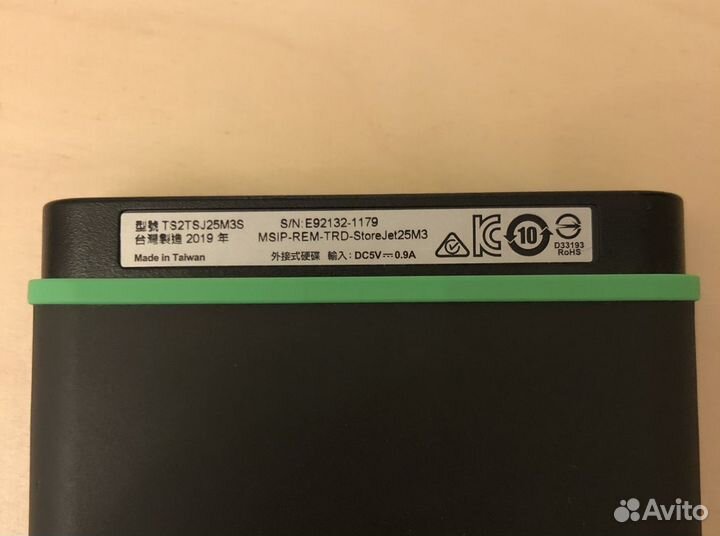 型號 TS2TSJ25M3S
台灣製造 2019 年
Made in Taiwan
S/N: E92132-1179
MSIP-REM-TRD-StoreJet25M3
外接式硬碟 輸入: DC5V⎓0.9A
10
D33193
RoHS
Avito